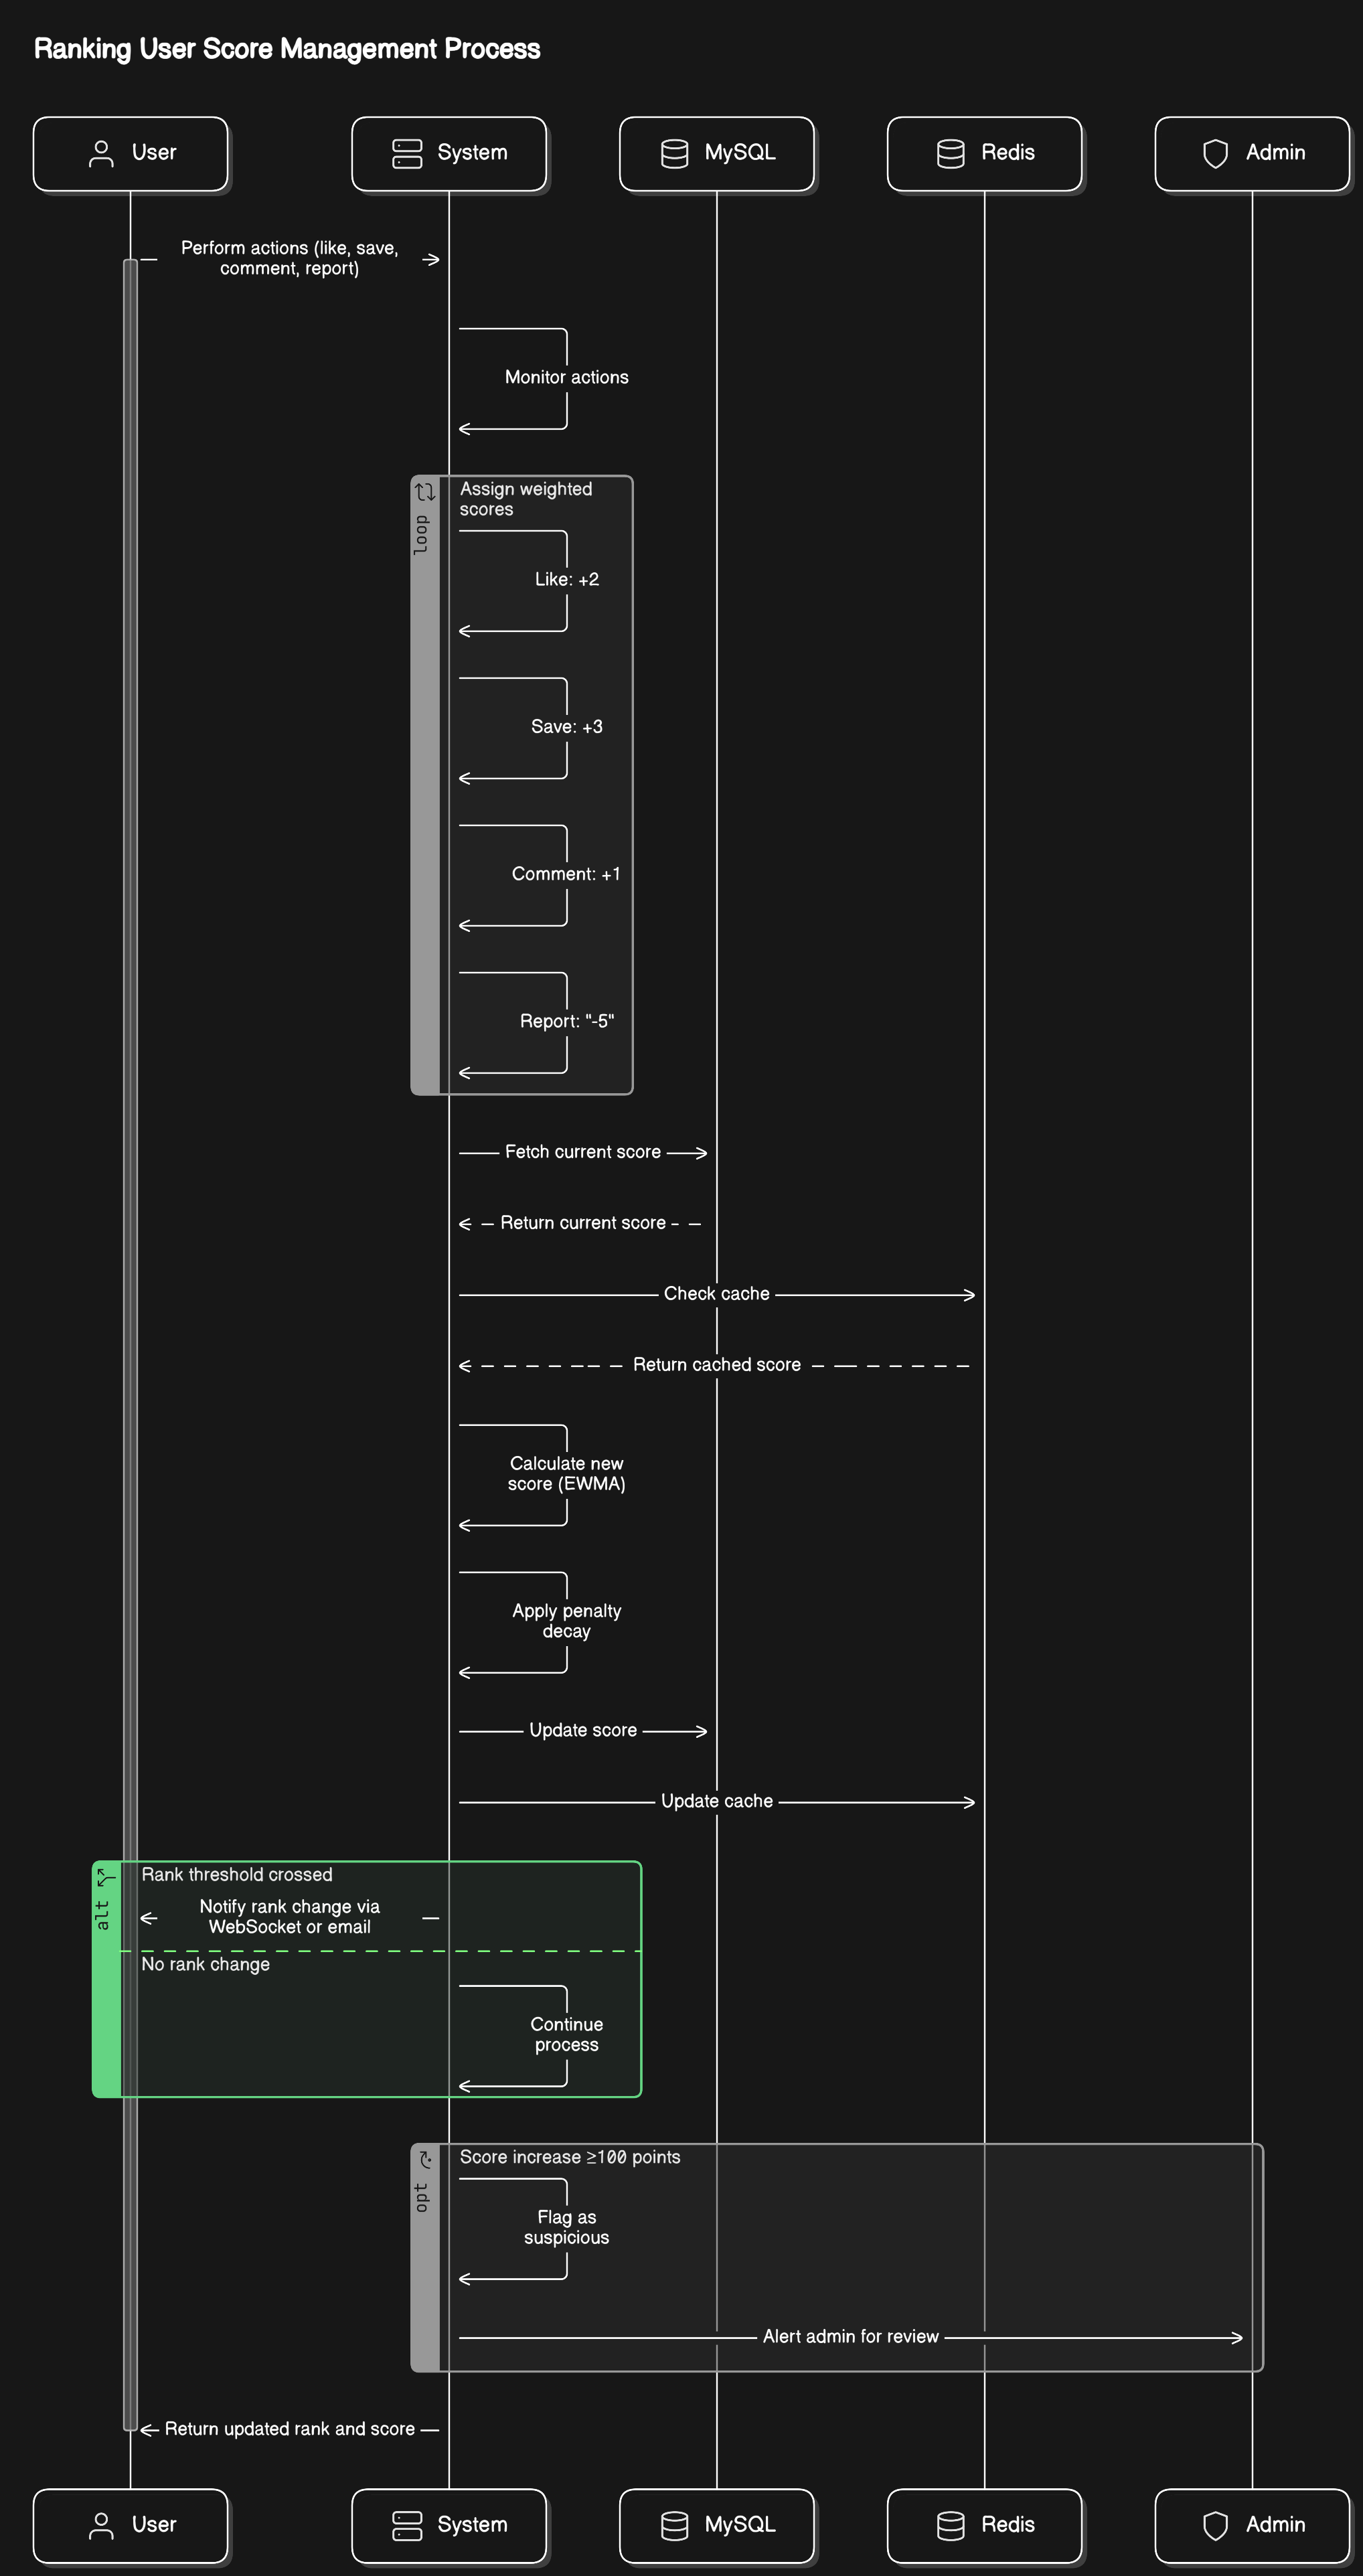 Ranking User Score Management Process
User
System
MySQL
Redis
Admin
Perform actions (like, save,
comment, report)
Monitor actions
loop
Assign weighted
scores
Like: +2
Save: +3
Comment: +1
Report: "-5"
Fetch current score
Return current score
Check cache
Return cached score
Calculate new
score (EWMA)
Apply penalty
decay
Update score
Update cache
alt
Rank threshold crossed
Notify rank change via
WebSocket or email
No rank change
Continue
process
opt
Score increase ≥100 points
Flag as
suspicious
Alert admin for review
Return updated rank and score
User
System
MySQL
Redis
Admin